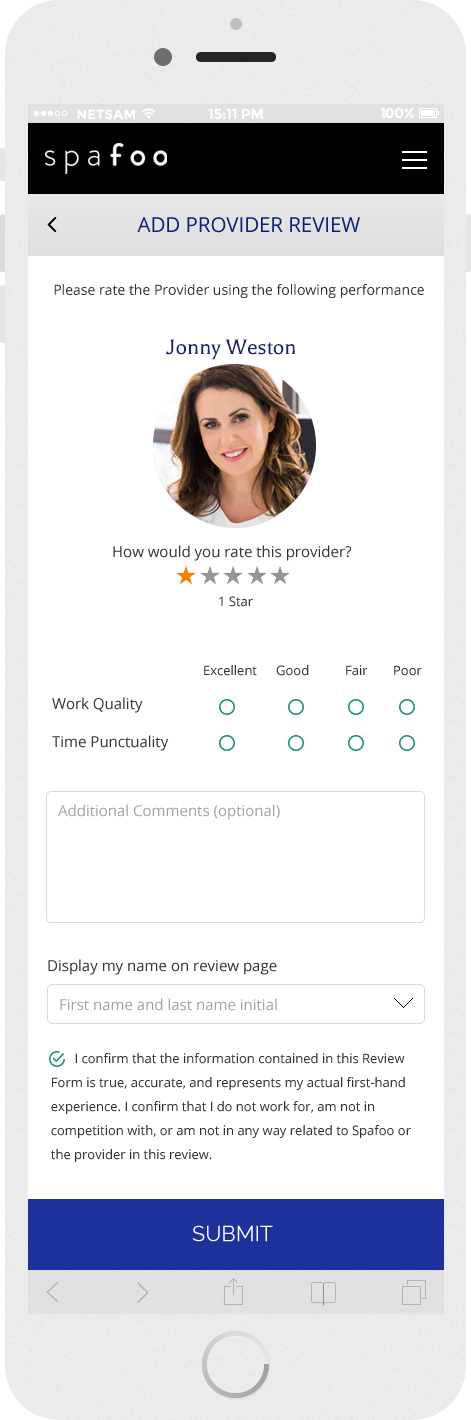 NETSAM 15:11 PM 100%
spafoo
ADD PROVIDER REVIEW
Please rate the Provider using the following performance
Jonny Weston
How would you rate this provider?
1 Star
Excellent Good Fair Poor
Work Quality
Time Punctuality
Additional Comments (optional)
Display my name on review page
First name and last name initial
I confirm that the information contained in this Review
Form is true, accurate, and represents my actual first-hand
experience. I confirm that I do not work for, am not in
competition with, or am not in any way related to Spafoo or
the provider in this review.
SUBMIT